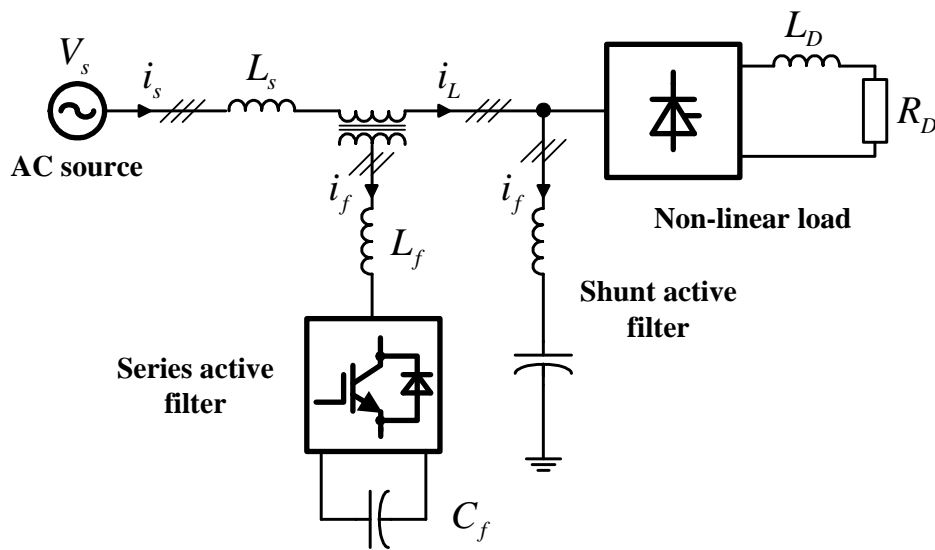 V_s
AC source
i_s
L_s
i_L
L_D
R_D
Non-linear load
i_f
L_f
Series active
filter
C_f
i_f
Shunt active
filter